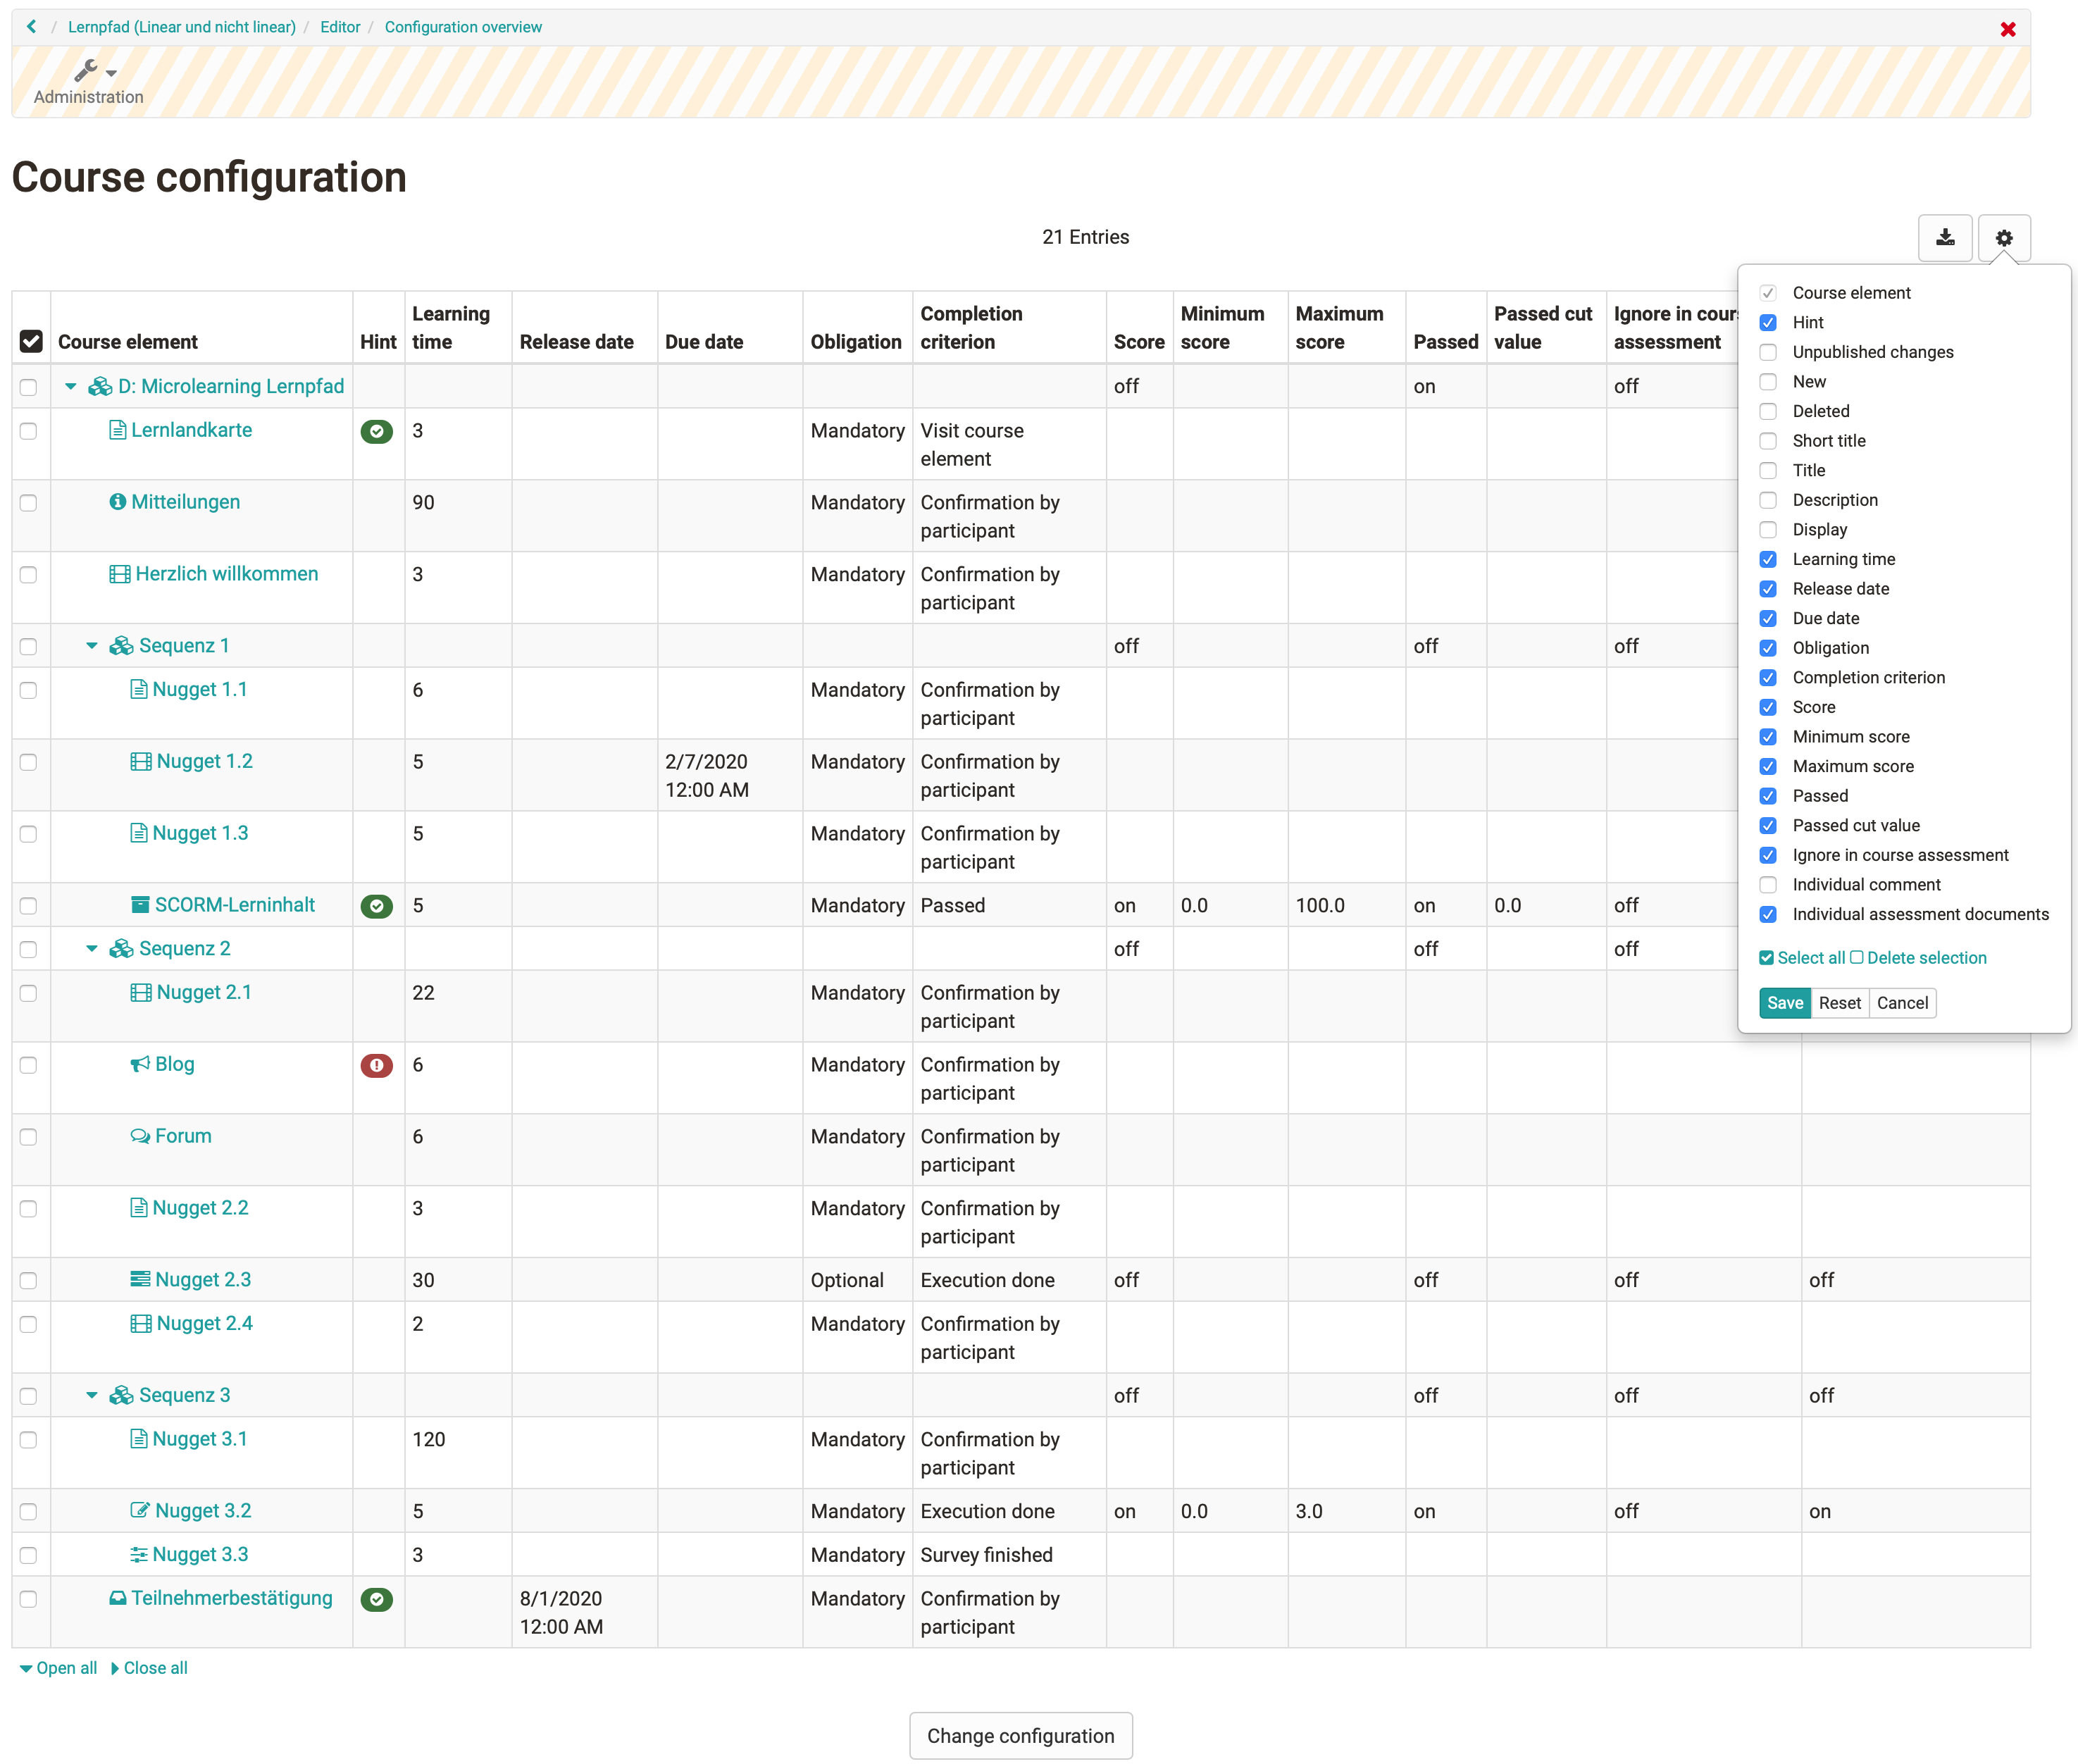 / Lernpfad (Linear und nicht linear) / Editor / Configuration overview
Administration
Course configuration
21 Entries
Course element Hint Learning time Release date Due date Obligation Completion criterion Score Minimum score Maximum score Passed Passed cut value Ignore in cour assessment
D: Microlearning Lernpfad off on off
Lernlandkarte 3 Mandatory Visit course element
Mitteilungen 90 Mandatory Confirmation by participant
Herzlich willkommen 3 Mandatory Confirmation by participant
Sequenz 1 off off off
Nugget 1.1 6 Mandatory Confirmation by participant
Nugget 1.2 5 2/7/2020 12:00 AM Mandatory Confirmation by participant
Nugget 1.3 5 Mandatory Confirmation by participant
SCORM-Lerninhalt 5 Mandatory Passed on 0.0 100.0 on 0.0 off
Sequenz 2 off off off
Nugget 2.1 22 Mandatory Confirmation by participant
Blog 6 Mandatory Confirmation by participant
Forum 6 Mandatory Confirmation by participant
Nugget 2.2 3 Mandatory Confirmation by participant
Nugget 2.3 30 Optional Execution done off off off off
Nugget 2.4 2 Mandatory Confirmation by participant
Sequenz 3 off off off off
Nugget 3.1 120 Mandatory Confirmation by participant
Nugget 3.2 5 Mandatory Execution done on 0.0 3.0 on off on
Nugget 3.3 3 Mandatory Survey finished
Teilnehmerbestätigung 8/1/2020 12:00 AM Mandatory Confirmation by participant
Open all Close all
Change configuration
Course element
Hint
Unpublished changes
New
Deleted
Short title
Title
Description
Display
Learning time
Release date
Due date
Obligation
Completion criterion
Score
Minimum score
Maximum score
Passed
Passed cut value
Ignore in course assessment
Individual comment
Individual assessment documents
Select all Delete selection
Save Reset Cancel